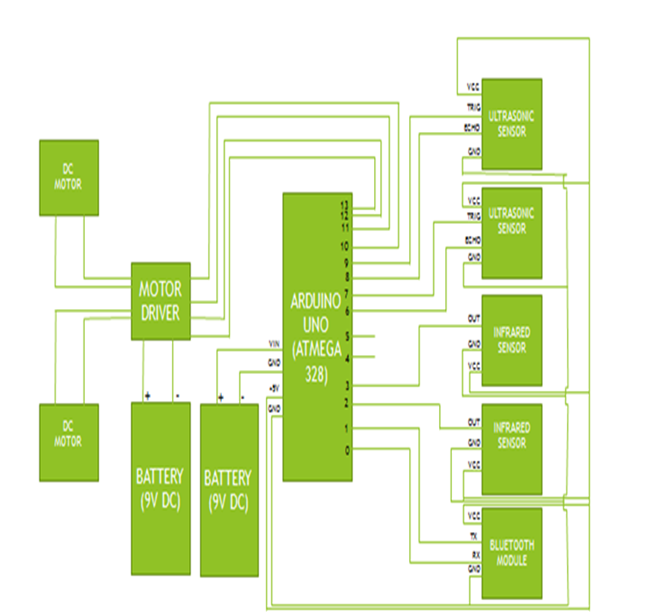 VCC
TRIG
ECHO
GND
ULTRASONIC
SENSOR
VCC
TRIG
ECHO
GND
ULTRASONIC
SENSOR
OUT
GND
VCC
INFRARED
SENSOR
OUT
GND
VCC
INFRARED
SENSOR
VCC
TX
RX
GND
BLUETOOTH
MODULE
DC
MOTOR
MOTOR
DRIVER
DC
MOTOR
+ -
BATTERY
(9V DC)
+ -
BATTERY
(9V DC)
VIN
GND
+5V
GND
ARDUINO
UNO
(ATMEGA
328)
13
12
11
10
9
8
7
6
5
4
3
2
1
0